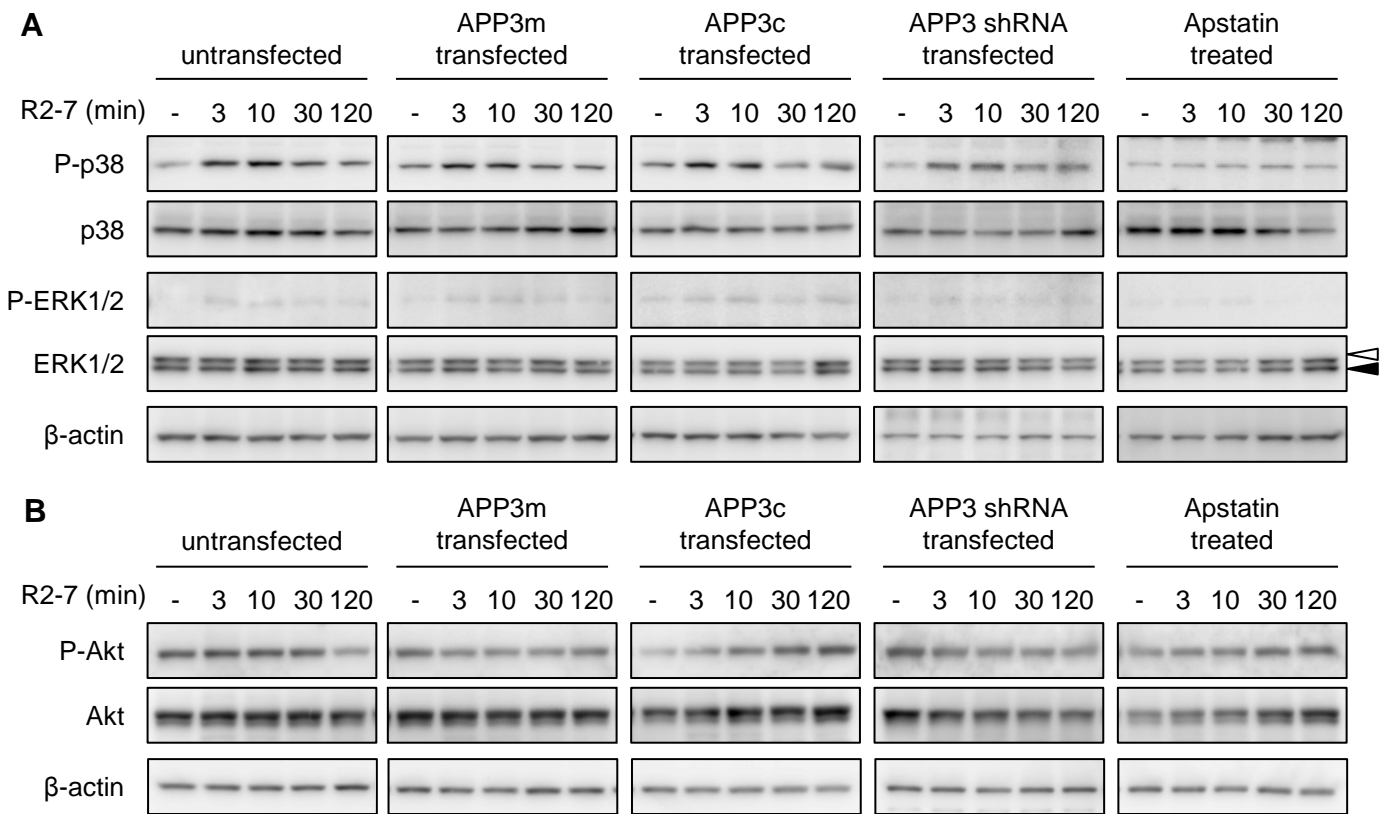 A
untransfected
APP3m
transfected
APP3c
transfected
APP3 shRNA
transfected
Apstatin
treated
R2-7 (min) - 3 10 30 120 - 3 10 30 120 - 3 10 30 120 - 3 10 30 120 - 3 10 30 120
P-p38
p38
P-ERK1/2
ERK1/2
β-actin
B
untransfected
APP3m
transfected
APP3c
transfected
APP3 shRNA
transfected
Apstatin
treated
R2-7 (min) - 3 10 30 120 - 3 10 30 120 - 3 10 30 120 - 3 10 30 120 - 3 10 30 120
P-Akt
Akt
β-actin